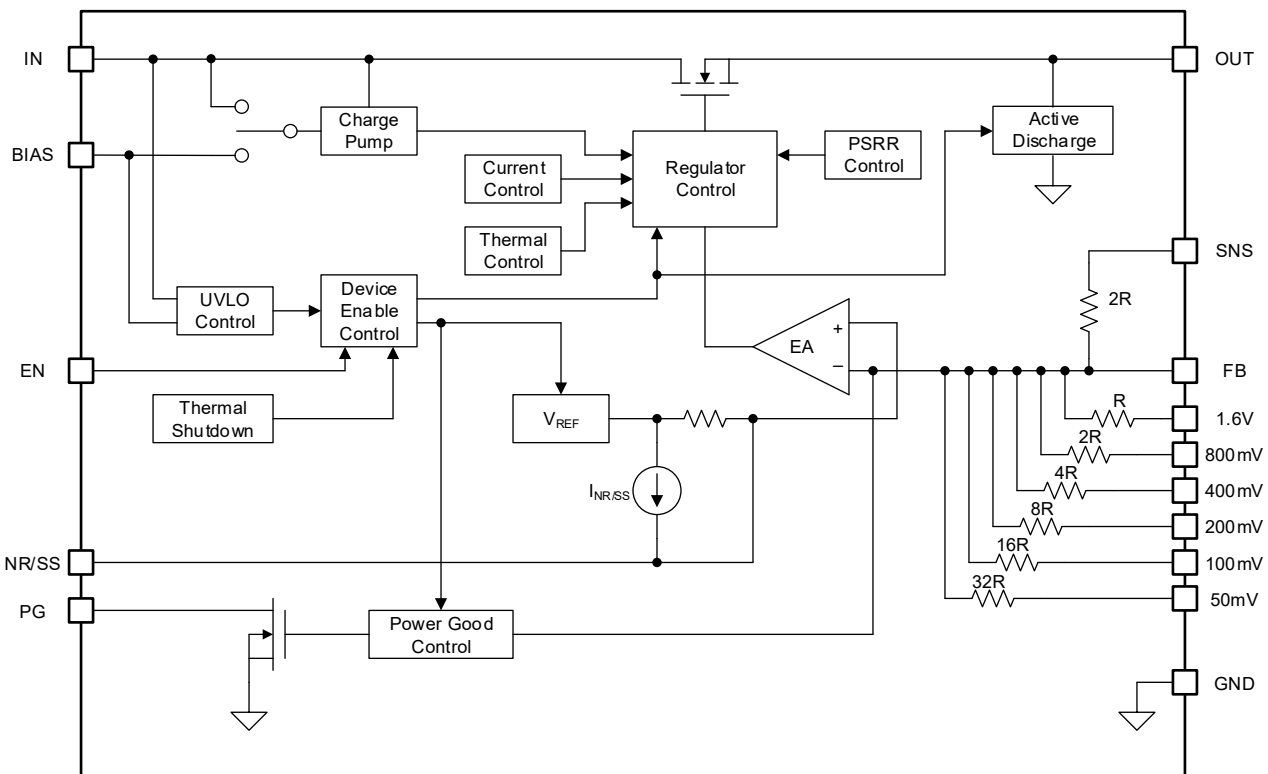 IN
OUT
Charge
Pump
Active
Discharge
BIAS
Current
Control
Regulator
Control
PSRR
Control
Thermal
Control
SNS
UVLO
Control
Device
Enable
Control
2R
EA
+
−
EN
FB
Thermal
Shutdown
VREF
R
1.6V
2R
800mV
INR/SS
4R
400mV
8R
200mV
NR/SS
16R
100mV
PG
32R
50mV
Power Good
Control
GND